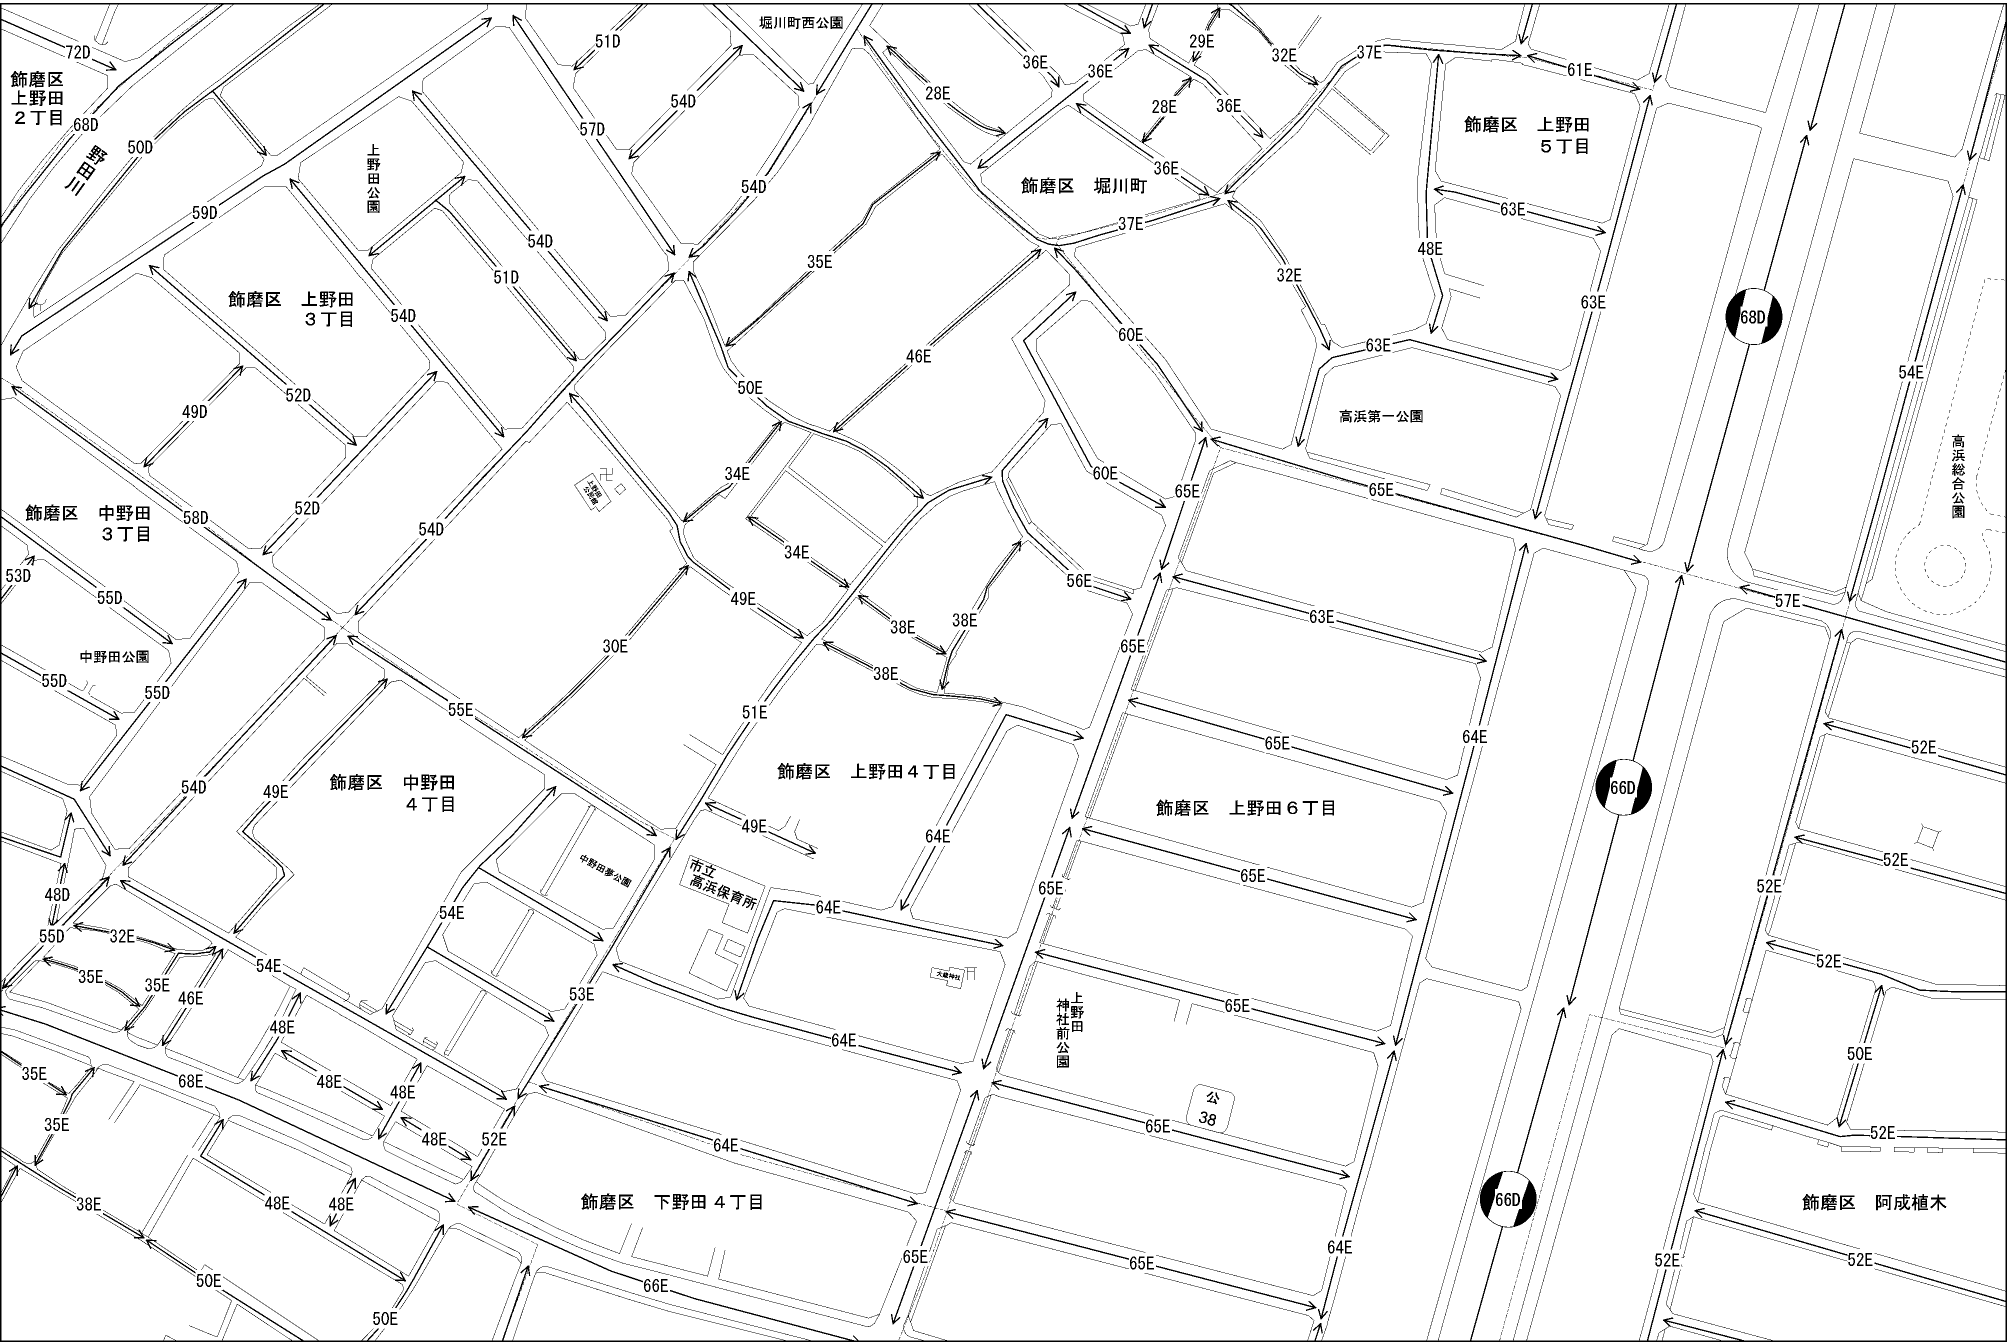 堀川町西公園
72D
51D
29E
32E
37E
36E
36E
61E
飾磨区
上野田
２丁目
28E
54D
28E
36E
68D
57D
飾磨区　上野田
５丁目
50D
野田川
上野田公園
36E
54D
飾磨区　堀川町
59D
63E
37E
54D
48E
35E
51D
32E
飾磨区　上野田
３丁目
63E
54D
68D
60E
63E
46E
54E
50E
52D
49D
高浜第一公園
高浜総合公園
34E
60E
上野田
公民館
65E
65E
52D
飾磨区　中野田
３丁目
58D
54D
34E
53D
56E
55D
49E
57E
63E
38E
38E
30E
65E
中野田公園
38E
55D
55D
55E
51E
64E
65E
52E
飾磨区　上野田４丁目
飾磨区　中野田
４丁目
54D
49E
66D
飾磨区　上野田６丁目
49E
64E
52E
中野田夢公園
市立
高浜保育所
65E
65E
52E
48D
64E
54E
55D
32E
54E
52E
大歳神社
35E
35E
46E
53E
65E
上野田
神社前公園
48E
64E
50E
35E
68E
48E
48E
公
38
35E
65E
52E
48E
52E
64E
38E
48E
48E
飾磨区　下野田４丁目
66D
飾磨区　阿成植木
64E
65E
65E
52E
52E
50E
66E
50E